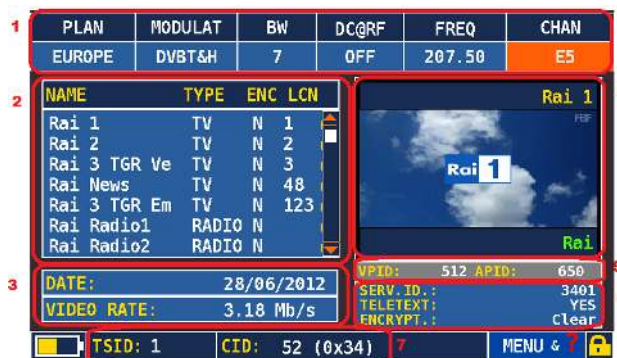 1
PLAN MODULAT BW DC@RF FREQ CHAN
EUROPE DVBT&H 7 OFF 207.50 E5
2
NAME TYPE ENC LCN
Rai 1 TV N 1
Rai 2 TV N 2
Rai 3 TGR Ve TV N 3
Rai News TV N 48
Rai 3 TGR Em TV N 123
Rai Radio1 RADIO N
Rai Radio2 RADIO N
Rai 1
Rai 1
Rai
3
DATE: 28/06/2012
VIDEO RATE: 3.18 Mb/s
VPID: 512 APID: 650
SERV.ID.: 3401
TELETEXT: YES
ENCRYPT.: Clear
TSID: 1 CID: 52 (0x34) 7 MENU & ?